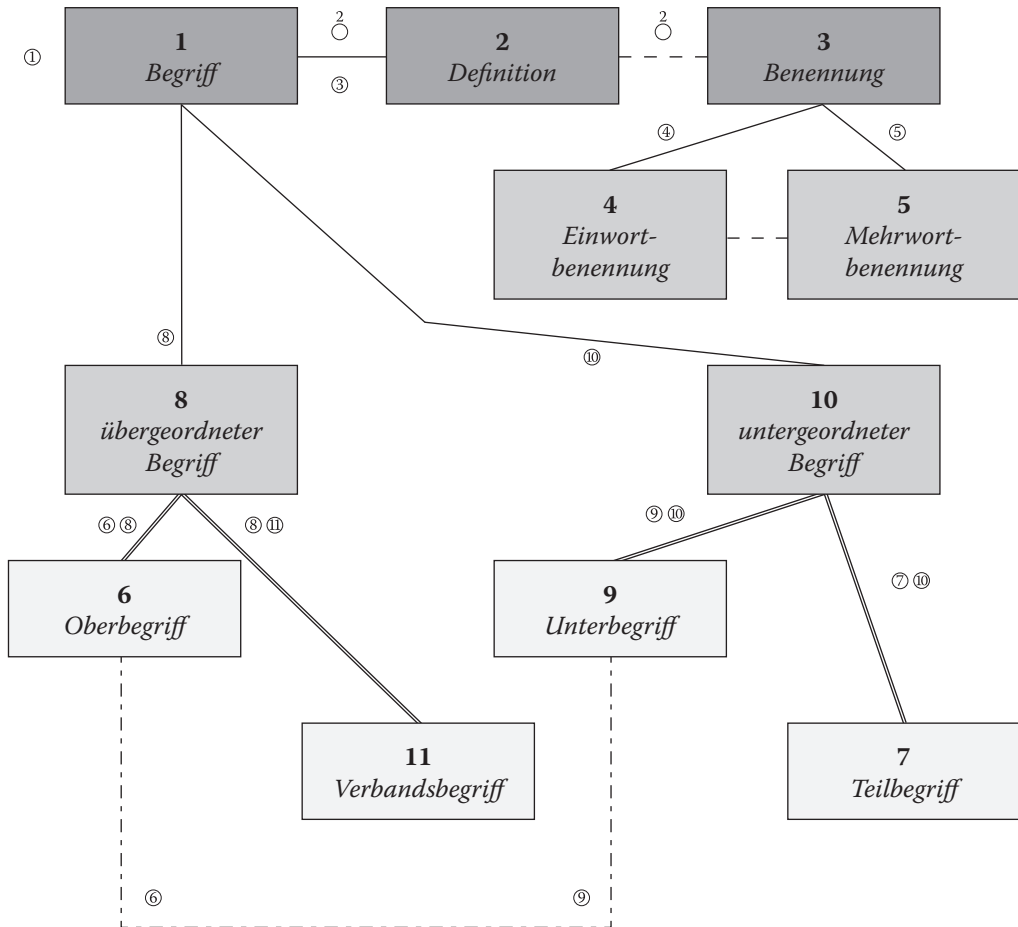 2
2
①
1
Begriff
2
Definition
3
Benennung
③
④
⑤
4
Einwort-
benennung
5
Mehrwort-
benennung
⑧
⑩
8
übergeordneter
Begriff
10
untergeordneter
Begriff
⑥ ⑧
⑧ ⑪
⑨ ⑩
⑦ ⑩
6
Oberbegriff
9
Unterbegriff
11
Verbandsbegriff
7
Teilbegriff
⑥
⑨